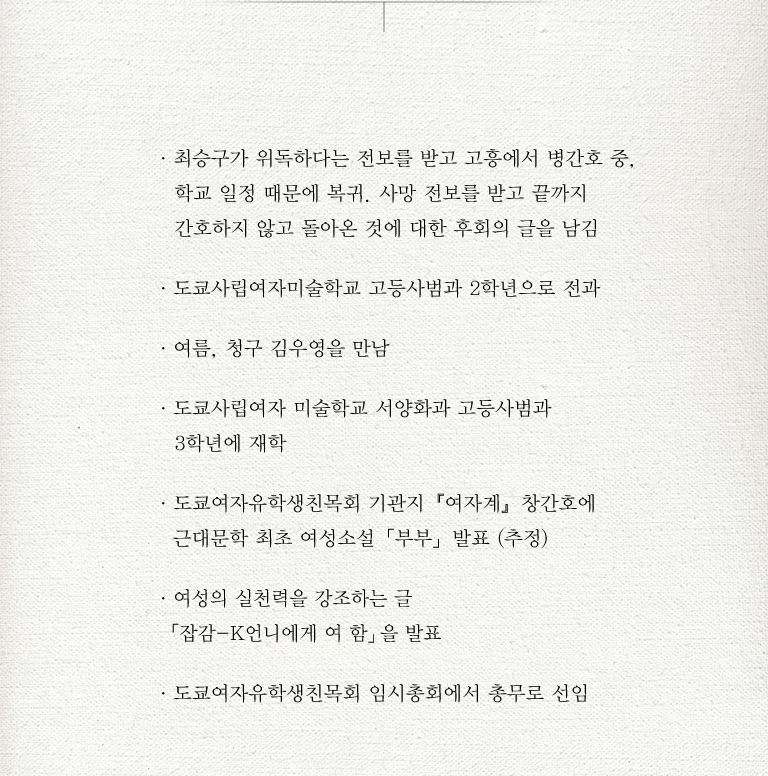 · 최승구가 위독하다는 전보를 받고 고흥에서 병간호 중,
학교 일정 때문에 복귀. 사망 전보를 받고 끝까지
간호하지 않고 돌아온 것에 대한 후회의 글을 남김
· 도쿄사립여자미술학교 고등사범과 2학년으로 전과
· 여름, 청구 김우영을 만남
· 도쿄사립여자 미술학교 서양화과 고등사범과
3학년에 재학
· 도쿄여자유학생친목회 기관지 『여자계』 창간호에
근대문학 최초 여성소설 「부부」 발표 (추정)
· 여성의 실천력을 강조하는 글
「잡감–K언니에게 여 함」을 발표
· 도쿄여자유학생친목회 임시총회에서 총무로 선임